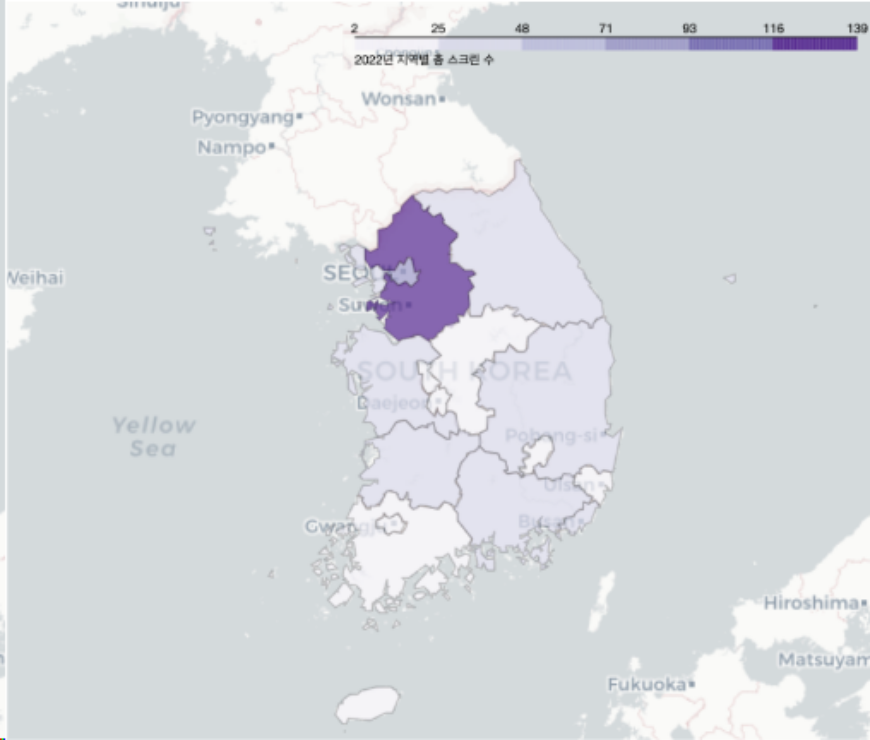 2 25 48 71 93 116 139
2022년 지역별 총 스크린 수
Wonsan
Pyongyang
Nampo
Weihai
Suwon
SOUTH KOREA
Daejeon
Yellow
Sea
Pohang-si
Ulsan
Busan
Hiroshima
Matsuyam
Fukuoka